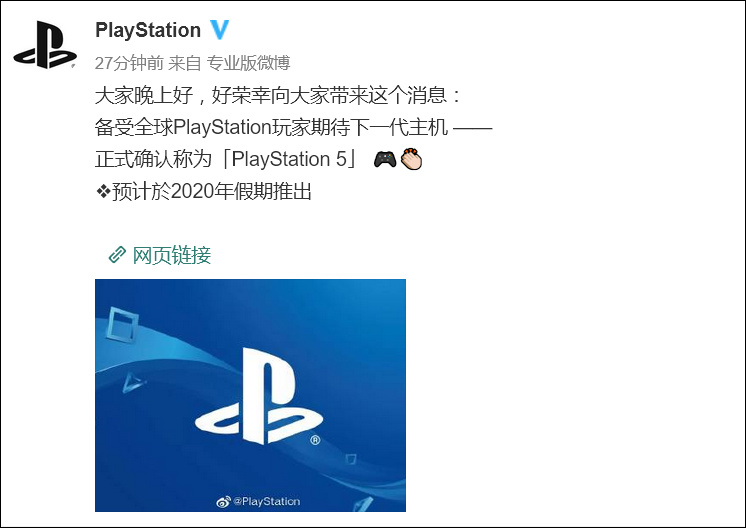 PlayStation
27分钟前 来自 专业版微博
大家晚上好，好荣幸向大家带来这个消息：
备受全球PlayStation玩家期待下一代主机 ——
正式确认称为「PlayStation 5」 🎮👏
❖预计於2020年假期推出
网页链接
®
@PlayStation